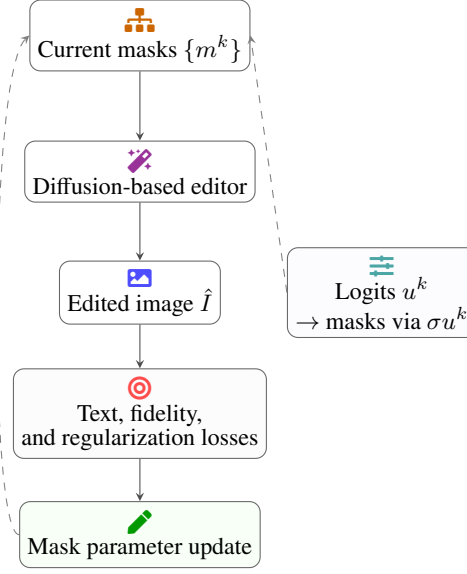 Current masks {m^k}
Diffusion-based editor
Edited image Î
Logits u^k
→ masks via σu^k
Text, fidelity,
and regularization losses
Mask parameter update